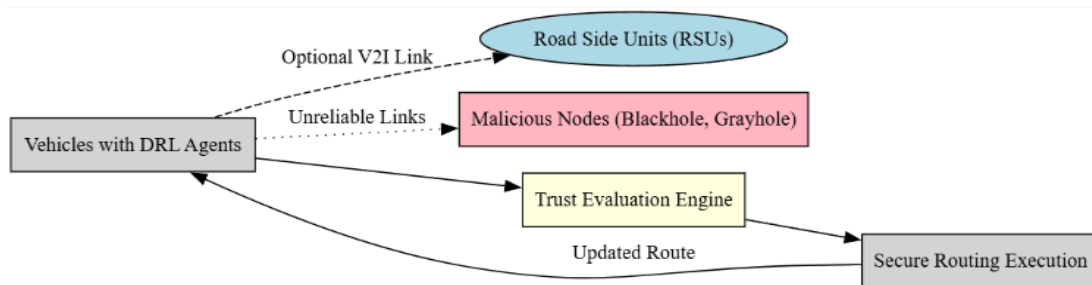 Road Side Units (RSUs)
Optional V2I Link
Unreliable Links
Malicious Nodes (Blackhole, Grayhole)
Vehicles with DRL Agents
Trust Evaluation Engine
Updated Route
Secure Routing Execution